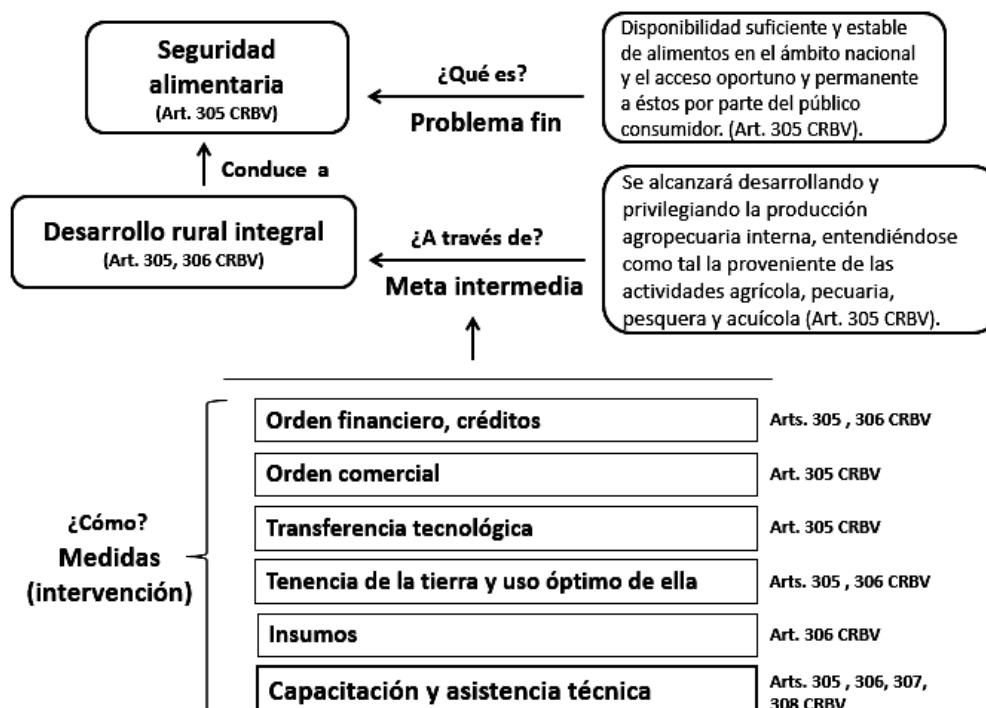 Seguridad
alimentaria
(Art. 305 CRBV)
¿Qué es?
Problema fin
Disponibilidad suficiente y estable
de alimentos en el ámbito nacional
y el acceso oportuno y permanente
a éstos por parte del público
consumidor. (Art. 305 CRBV).
Conduce a
Desarrollo rural integral
(Art. 305, 306 CRBV)
¿A través de?
Meta intermedia
Se alcanzará desarrollando y
privilegiando la producción
agropecuaria interna, entendiéndose
como tal la proveniente de las
actividades agrícola, pecuaria,
pesquera y acuícola (Art. 305 CRBV).
¿Cómo?
Medidas
(intervención)
Orden financiero, créditos
Arts. 305 , 306 CRBV
Orden comercial
Art. 305 CRBV
Transferencia tecnológica
Art. 305 CRBV
Tenencia de la tierra y uso óptimo de ella
Arts. 305 , 306 CRBV
Insumos
Art. 306 CRBV
Capacitación y asistencia técnica
Arts. 305 , 306, 307,
308 CRBV